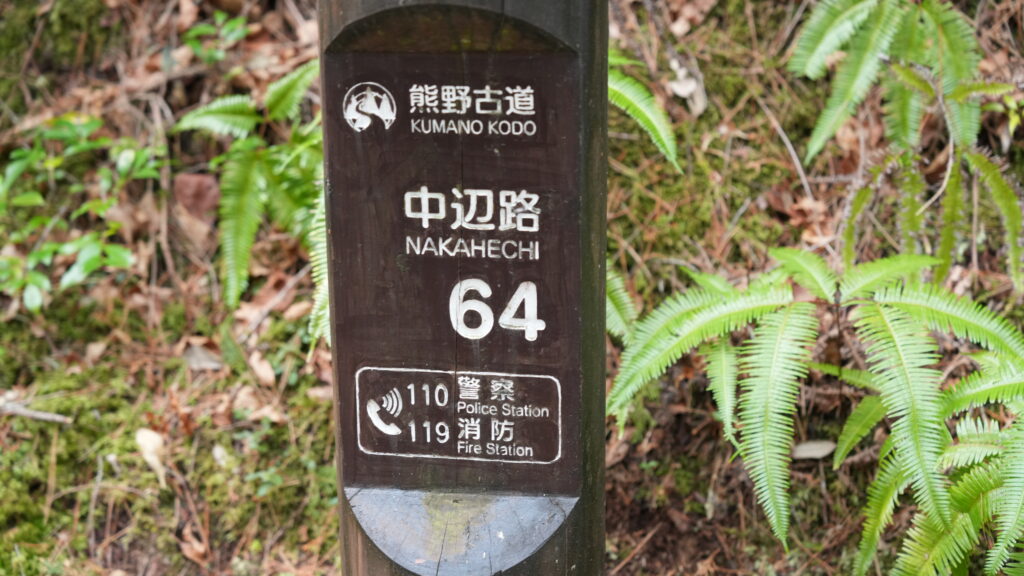 熊野古道
KUMANO KODO
中辺路
NAKAHECHI
64
110 警察
Police Station
119 消防
Fire Station